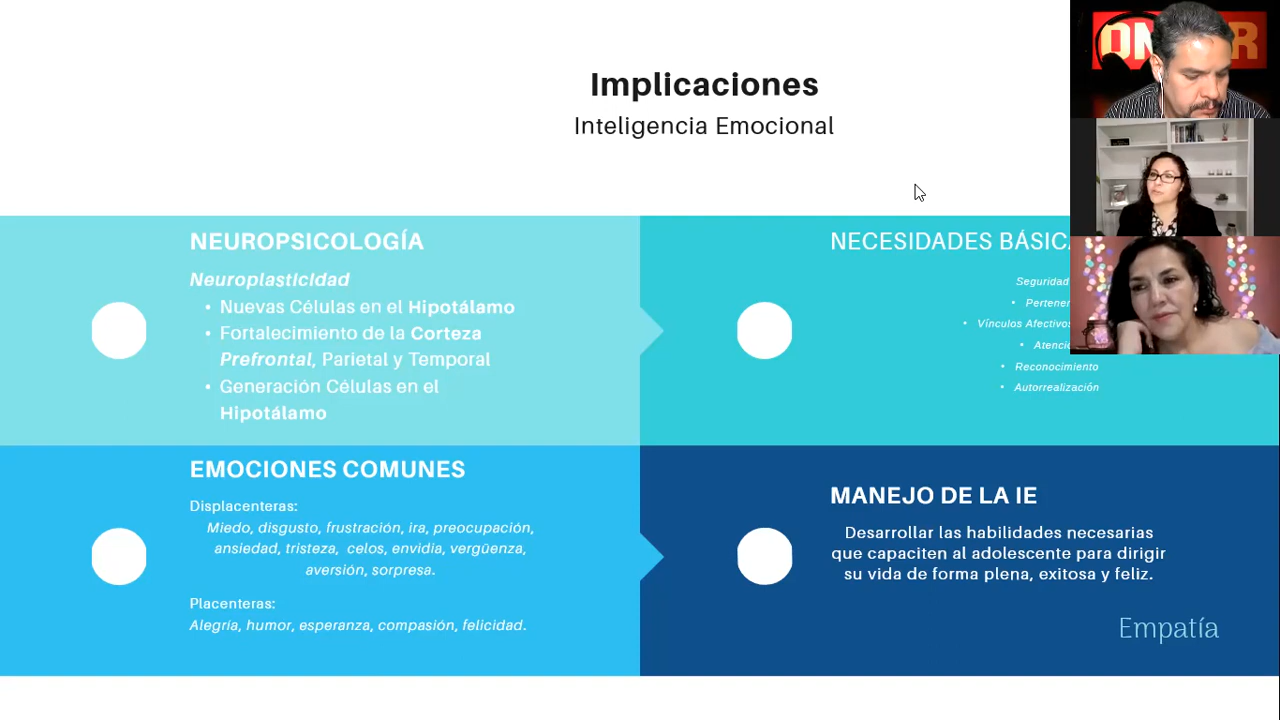 Implicaciones
Inteligencia Emocional
NEUROPSICOLOGÍA
Neuroplasticidad
• Nuevas Células en el Hipotálamo
• Fortalecimiento de la Corteza
Prefrontal, Parietal y Temporal
• Generación Células en el
Hipotálamo
NECESIDADES
Seguridad
•
• Vínculos Afectivos
•
• Reconocimiento
• Autorrealización
EMOCIONES COMUNES
Displacenteras:
Miedo, disgusto, frustración, ira, preocupación,
ansiedad, tristeza, celos, envidia, vergüenza,
aversión, sorpresa.
Placenteras:
Alegría, humor, esperanza, compasión, felicidad.
MANEJO DE LA IE
Desarrollar las habilidades necesarias
que capaciten al adolescente para dirigir
su vida de forma plena, exitosa y feliz.
Empatía